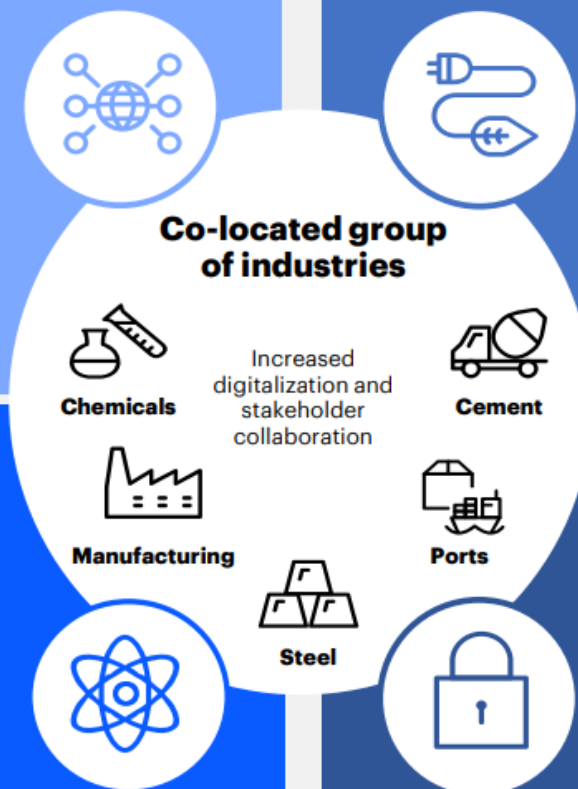 Co-located group
of industries
Increased
digitalization and
stakeholder
collaboration
Chemicals
Cement
Manufacturing
Ports
Steel